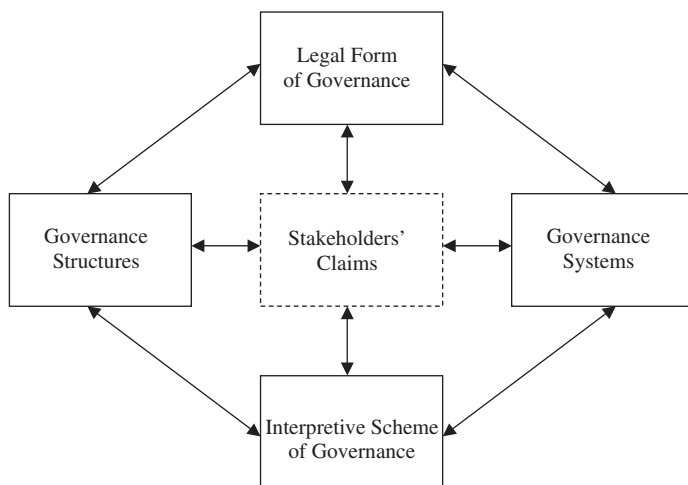 Legal Form
of Governance
Governance
Structures
Stakeholders’
Claims
Governance
Systems
Interpretive Scheme
of Governance